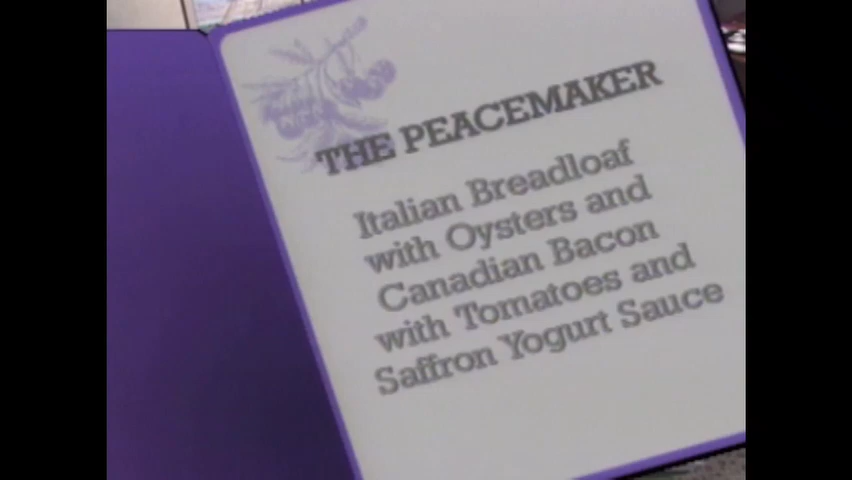 THE PEACEMAKER
Italian Breadloaf
with Oysters and
Canadian Bacon
with Tomatoes and
Saffron Yogurt Sauce